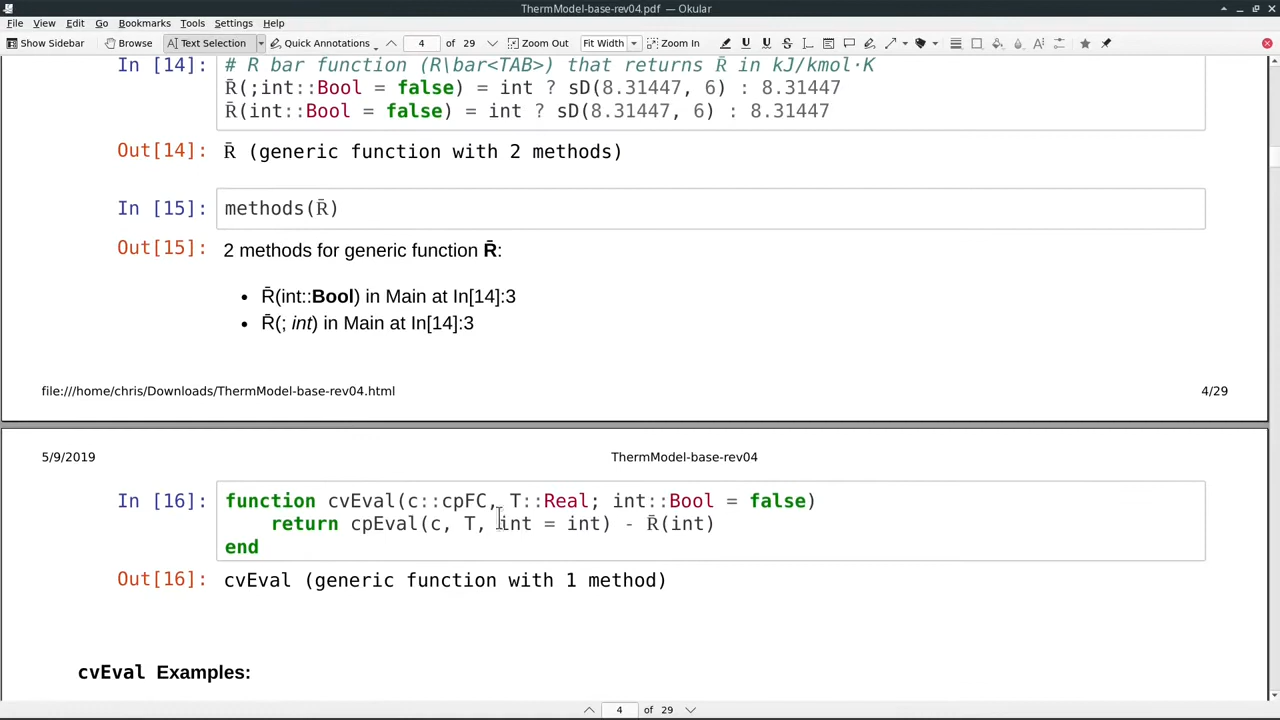 ThermModel-base-rev04.pdf — Okular
File View Edit Go Bookmarks Tools Settings Help
Show Sidebar Browse Text Selection 4 of 29 Zoom Out Fit Width Zoom In Quick Annotations
In [14]: # R bar function (R\bar<TAB>) that returns R̄ in kJ/kmol·K
R̄(;int::Bool = false) = int ? sD(8.31447, 6) : 8.31447
R̄(int::Bool = false) = int ? sD(8.31447, 6) : 8.31447
Out[14]: R̄ (generic function with 2 methods)
In [15]: methods(R̄)
Out[15]: 2 methods for generic function R̄:
• R̄(int::Bool) in Main at In[14]:3
• R̄(; int) in Main at In[14]:3
file:///home/chris/Downloads/ThermModel-base-rev04.html 4/29
5/9/2019 ThermModel-base-rev04
In [16]: function cvEval(c::cpFC, T::Real; int::Bool = false)
return cpEval(c, T, int = int) - R̄(int)
end
Out[16]: cvEval (generic function with 1 method)
cvEval Examples:
4 of 29